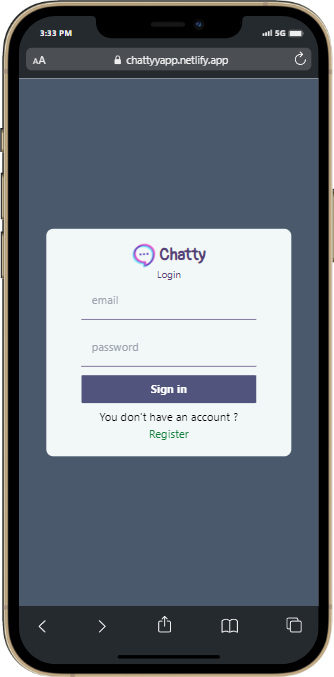 3:33 PM
5G
AA
chattyyapp.netlify.app
Chatty
Login
email
password
Sign in
You don't have an account ?
Register